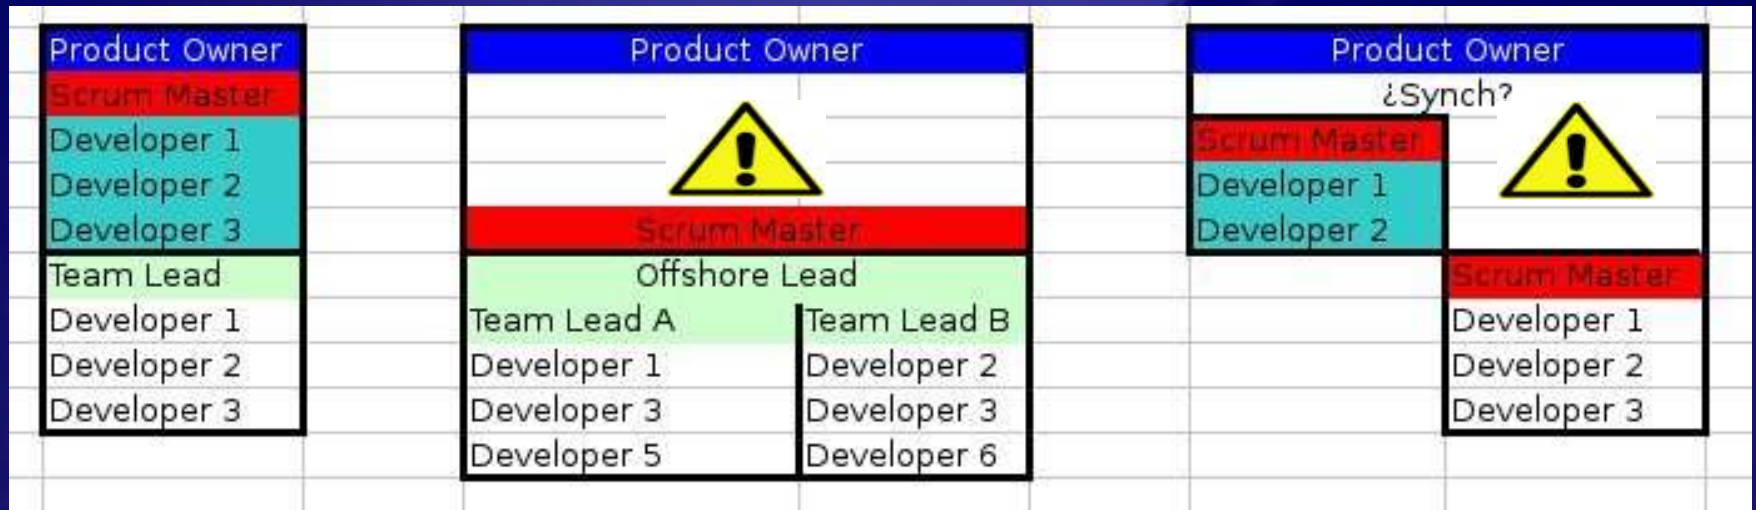 Product Owner
Scrum Master
Developer 1
Developer 2
Developer 3
Team Lead
Developer 1
Developer 2
Developer 3
Product Owner
Scrum Master
Offshore Lead
Team Lead A
Developer 1
Developer 3
Developer 5
Team Lead B
Developer 2
Developer 3
Developer 6
Product Owner
¿Synch?
Scrum Master
Developer 1
Developer 2
Scrum Master
Developer 1
Developer 2
Developer 3